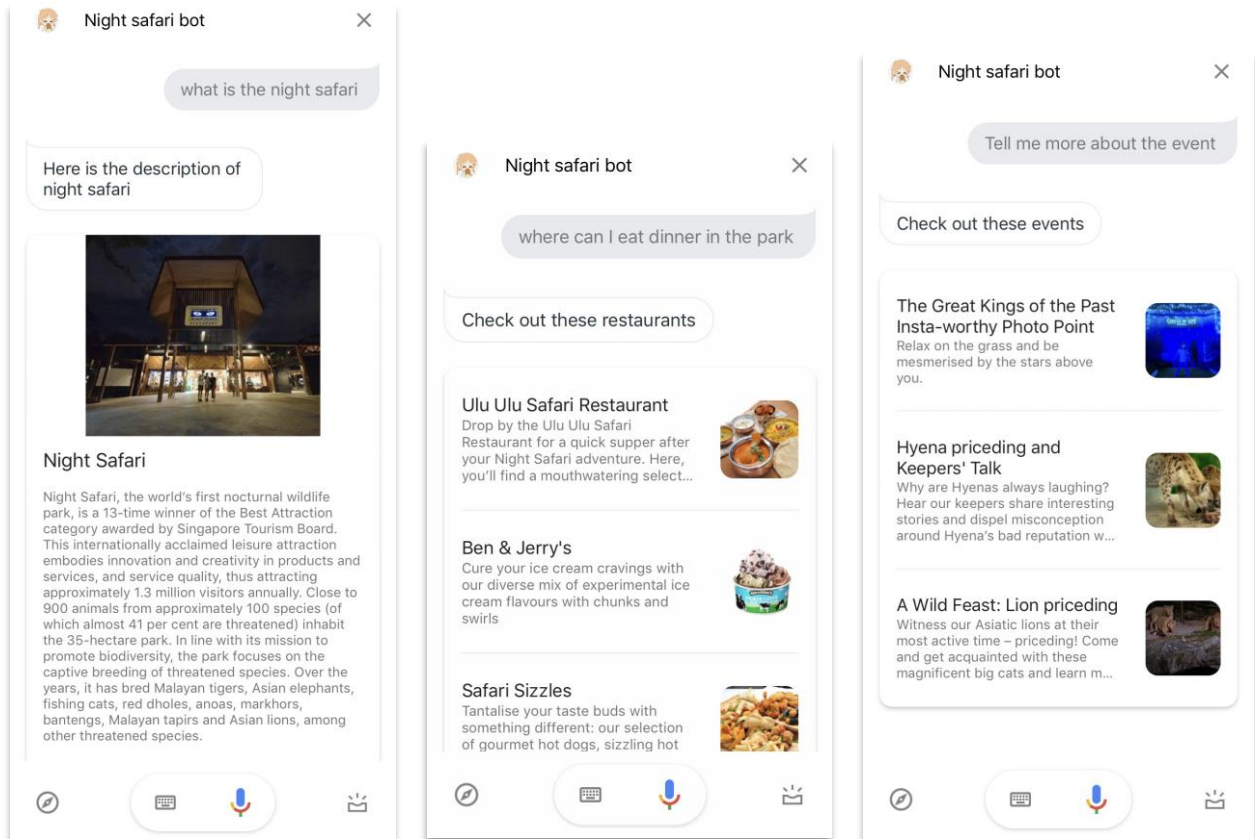 Night safari bot
what is the night safari
Here is the description of
night safari
Night Safari
Night Safari, the world's first nocturnal wildlife
park, is a 13-time winner of the Best Attraction
category awarded by Singapore Tourism Board.
This internationally acclaimed leisure attraction
embodies innovation and creativity in products and
services, and service quality, thus attracting
approximately 1.3 million visitors annually. Close to
900 animals from approximately 100 species (of
which almost 41 per cent are threatened) inhabit
the 35-hectare park. In line with its mission to
promote biodiversity, the park focuses on the
captive breeding of threatened species. Over the
years, it has bred Malayan tigers, Asian elephants,
fishing cats, red dholes, anoas, markhors,
bantengs, Malayan tapirs and Asian lions, among
other threatened species.
Night safari bot
where can I eat dinner in the park
Check out these restaurants
Ulu Ulu Safari Restaurant
Drop by the Ulu Ulu Safari
Restaurant for a quick supper after
your Night Safari adventure. Here,
you'll find a mouthwatering select...
Ben & Jerry's
Cure your ice cream cravings with
our diverse mix of experimental ice
cream flavours with chunks and
swirls
Safari Sizzles
Tantalise your taste buds with
something different: our selection
of gourmet hot dogs, sizzling hot
Night safari bot
Tell me more about the event
Check out these events
The Great Kings of the Past
Insta-worthy Photo Point
Relax on the grass and be
mesmerised by the stars above
you.
Hyena priceding and
Keepers' Talk
Why are Hyenas always laughing?
Hear our keepers share interesting
stories and dispel misconception
around Hyena's bad reputation w...
A Wild Feast: Lion priceding
Witness our Asiatic lions at their
most active time – priceding! Come
and get acquainted with these
magnificent big cats and learn m...